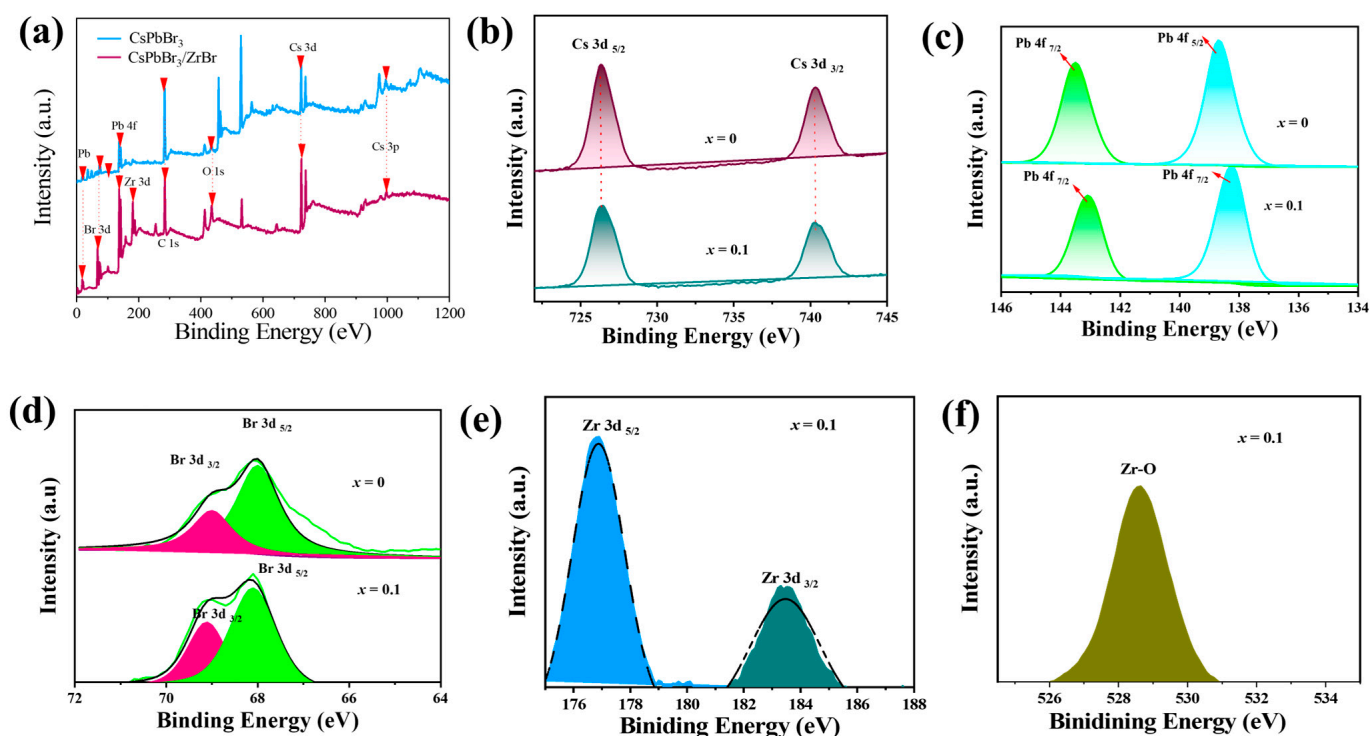 (a)
CsPbBr3
CsPbBr3/ZrBr
Cs 3d
Pb
Pb 4f
Br 3d
Zr 3d
C 1s
O 1s
Cs 3p
Intensity (a.u.)
0 200 400 600 800 1000 1200
Binding Energy (eV)
(b)
Cs 3d 5/2
Cs 3d 3/2
x = 0
x = 0.1
Intensity (a.u.)
725 730 735 740 745
Binding Energy (eV)
(c)
Pb 4f 7/2
Pb 4f 5/2
x = 0
Pb 4f 7/2
Pb 4f 7/2
x = 0.1
Intensity (a.u.)
146 144 142 140 138 136 134
Binding Energy (eV)
(d)
Br 3d 5/2
Br 3d 3/2
x = 0
Br 3d 5/2
x = 0.1
Br 3d 3/2
Intensity (a.u)
72 70 68 66 64
Binding Energy (eV)
(e)
Zr 3d 5/2
x = 0.1
Zr 3d 3/2
Intensity (a.u.)
176 178 180 182 184 186 188
Binidining Energy (eV)
(f)
x = 0.1
Zr-O
Intensity (a.u.)
526 528 530 532 534
Binidining Energy (eV)